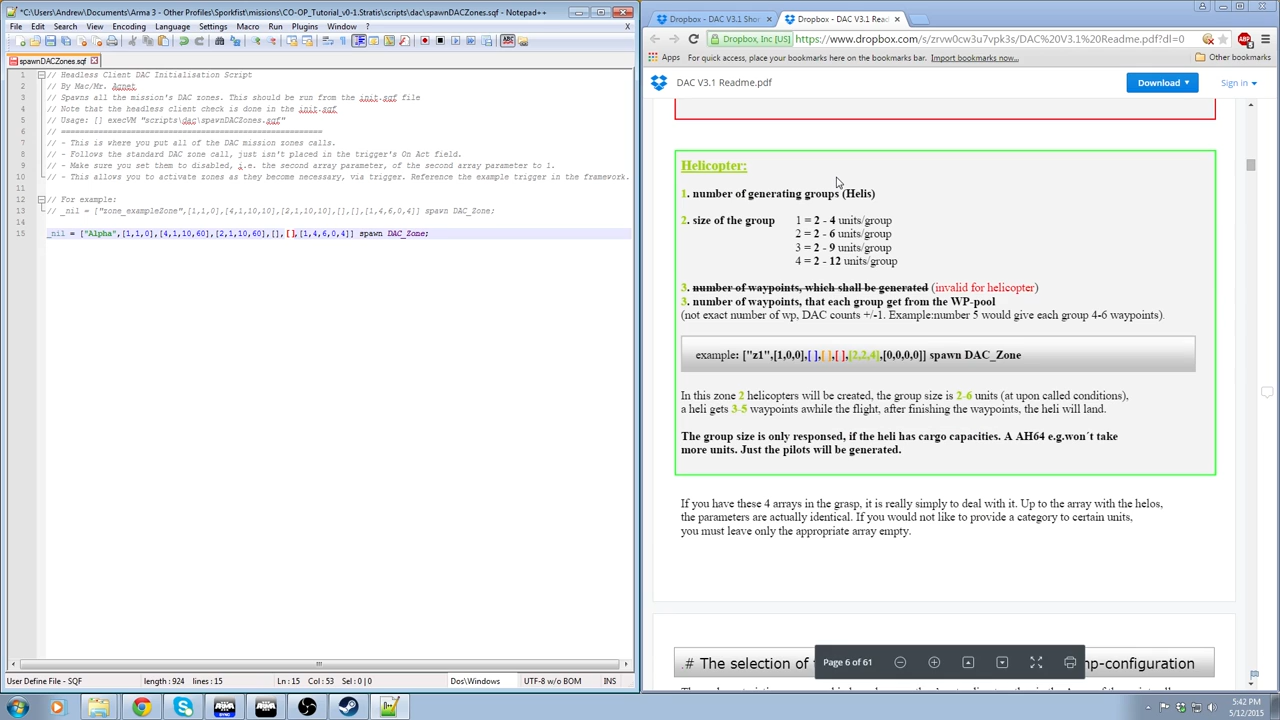 *C:\Users\Andrew\Documents\Arma 3 - Other Profiles\Sporkfist\missions\CO-OP_Tutorial_v0-1.Stratis\scripts\dac\spawnDACZones.sqf - Notepad++
File Edit Search View Encoding Language Settings Macro Run Plugins Window ?
X
spawnDACZones.sqf
1 // Headless Client DAC Initialisation Script
2 // By Mac/Mr. Agnet
3 // Spawns all the mission's DAC zones. This should be run from the init.sqf file
4 // Note that the headless client check is done in the init.sqf
5 // Usage: [] execVM "scripts\dac\spawnDACZones.sqf"
6 // ====================================================
7 // - This is where you put all of the DAC mission zones calls.
8 // - Follows the standard DAC zone call, just isn't placed in the trigger's On Act field.
9 // - Make sure you set them to disabled, i.e. the second array parameter, of the second array parameter to 1.
10 // - This allows you to activate zones as they become necessary, via trigger. Reference the example trigger in the framework.
11
12 // For example:
13 // _nil = ["zone_exampleZone",[1,1,0],[4,1,10,10],[2,1,10,10],[],[],[1,4,6,0,4]] spawn DAC_Zone;
14
15 _nil = ["Alpha",[1,1,0],[4,1,10,60],[2,1,10,60],[],[],[1,4,6,0,4]] spawn DAC_Zone;
User Define File - SQF length : 924 lines : 15 Ln : 15 Col : 53 Sel : 0 | 0 Dos\Windows UTF-8 w/o BOM INS
Dropbox - DAC V3.1 Sho
Dropbox - DAC V3.1 Read
Dropbox, Inc [US] https://www.dropbox.com/s/zrvw0cw3u7vpk3s/DAC%20V3.1%20Readme.pdf?dl=0
Apps For quick access, place your bookmarks here on the bookmarks bar. Import bookmarks now... Other bookmarks
DAC V3.1 Readme.pdf Download Sign in
Helicopter:
1. number of generating groups (Helis)
2. size of the group 1 = 2 - 4 units/group
2 = 2 - 6 units/group
3 = 2 - 9 units/group
4 = 2 - 12 units/group
3. number of waypoints, which shall be generated (invalid for helicopter)
3. number of waypoints, that each group get from the WP-pool
(not exact number of wp, DAC counts +/-1. Example:number 5 would give each group 4-6 waypoints).
example: ["z1",[1,0,0],[ ],[ ],[ ],[2,2,4],[0,0,0,0]] spawn DAC_Zone
In this zone 2 helicopters will be created, the group size is 2-6 units (at upon called conditions),
a heli gets 3-5 waypoints awhile the flight, after finishing the waypoints, the heli will land.
The group size is only responsed, if the heli has cargo capacities. A AH64 e.g.won´t take
more units. Just the pilots will be generated.
If you have these 4 arrays in the grasp, it is really simply to deal with it. Up to the array with the helos,
the parameters are actually identical. If you would not like to provide a category to certain units,
you must leave only the appropriate array empty.
.# The selection of mp-configuration
Page 6 of 61
5:42 PM
5/12/2015